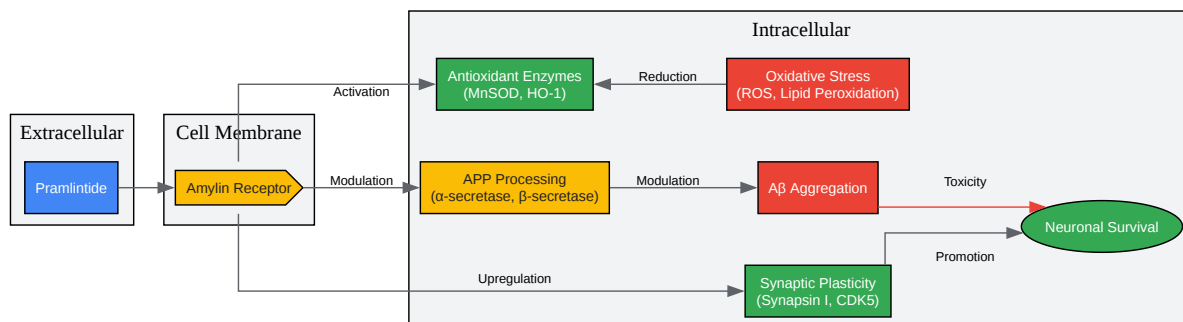 Intracellular
Antioxidant Enzymes
(MnSOD, HO-1)
Reduction
Oxidative Stress
(ROS, Lipid Peroxidation)
Activation
Extracellular
Cell Membrane
Pramlintide
Amylin Receptor
Modulation
APP Processing
(α-secretase, β-secretase)
Modulation
Aβ Aggregation
Toxicity
Neuronal Survival
Promotion
Upregulation
Synaptic Plasticity
(Synapsin I, CDK5)